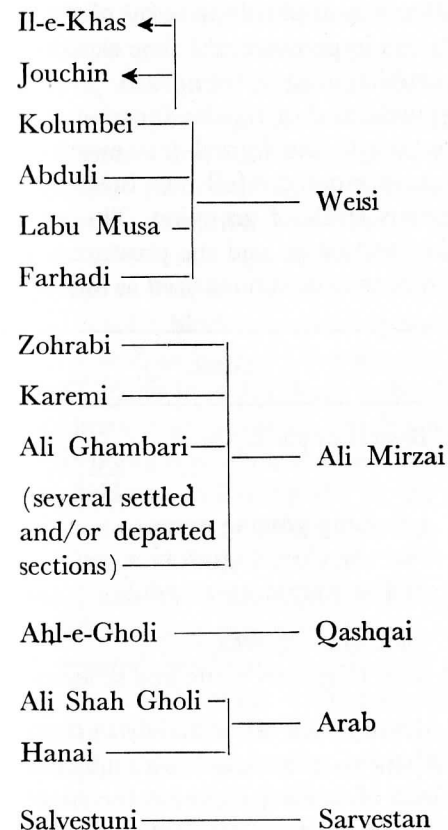 Il-e-Khas
Jouchin
Kolumbei
Abduli
Weisi
Labu Musa
Farhadi
Zohrabi
Karemi
Ali Ghambari
Ali Mirzai
(several settled
and/or departed
sections)
Ahl-e-Gholi Qashqai
Ali Shah Gholi
Arab
Hanai
Salvestuni Sarvestan